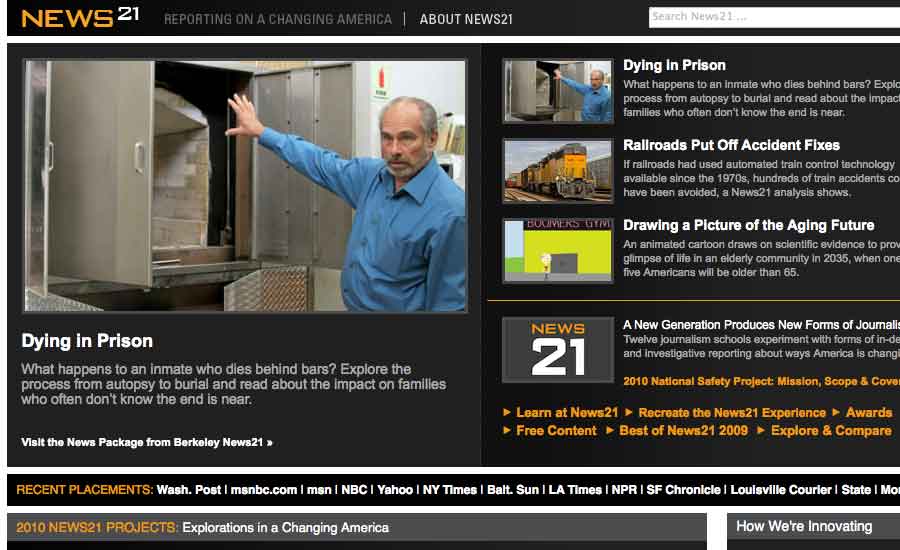 NEWS 21 REPORTING ON A CHANGING AMERICA | ABOUT NEWS21
Search News21 ...
Dying in Prison
What happens to an inmate who dies behind bars? Explore the
process from autopsy to burial and read about the impact on families
who often don't know the end is near.
Visit the News Package from Berkeley News21 »
Dying in Prison
What happens to an inmate who dies behind bars? Explo
process from autopsy to burial and read about the impact
families who often don't know the end is near.
Railroads Put Off Accident Fixes
If railroads had used automated train control technology
available since the 1970s, hundreds of train accidents co
have been avoided, a News21 analysis shows.
BOOMERS GYM
Drawing a Picture of the Aging Future
An animated cartoon draws on scientific evidence to prov
glimpse of life in an elderly community in 2035, when one
five Americans will be older than 65.
NEWS
21
A New Generation Produces New Forms of Journalis
Twelve journalism schools experiment with forms of in-de
and investigative reporting about ways America is changi
2010 National Safety Project: Mission, Scope & Cove
Learn at News21 Recreate the News21 Experience Awards
Free Content Best of News21 2009 Explore & Compare
RECENT PLACEMENTS: Wash. Post | msnbc.com | msn | NBC | Yahoo | NY Times | Balt. Sun | LA Times | NPR | SF Chronicle | Louisville Courier | State | Mo
2010 NEWS21 PROJECTS: Explorations in a Changing America
How We're Innovating